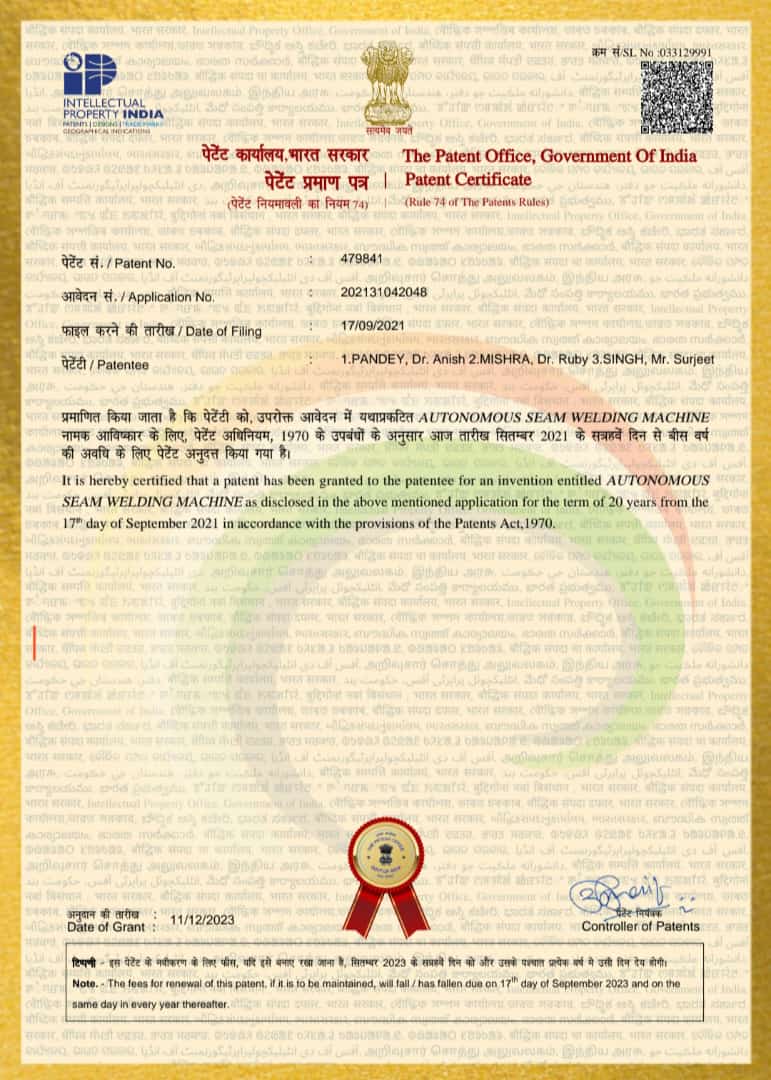 क्रम सं/SL No :033129991
INTELLECTUAL
PROPERTY INDIA
PATENTS | DESIGNS | TRADE MARKS
GEOGRAPHICAL INDICATIONS
सत्यमेव जयते
पेटेंट कार्यालय,भारत सरकार
The Patent Office, Government Of India
पेटेंट प्रमाण पत्र
Patent Certificate
(पेटेंट नियमावली का नियम 74)
(Rule 74 of The Patents Rules)
पेटेंट सं. / Patent No. : 479841
आवेदन सं. / Application No. : 202131042048
फाइल करने की तारीख / Date of Filing : 17/09/2021
पेटेंटी / Patentee : 1.PANDEY, Dr. Anish 2.MISHRA, Dr. Ruby 3.SINGH, Mr. Surjeet
प्रमाणित किया जाता है कि पेटेंटी को, उपरोक्त आवेदन में यथाप्रकटित AUTONOMOUS SEAM WELDING MACHINE
नामक आविष्कार के लिए, पेटेंट अधिनियम, 1970 के उपबंधों के अनुसार आज तारीख सितम्बर 2021 के सत्रहवें दिन से बीस वर्ष
की अवधि के लिए पेटेंट अनुदत्त किया गया है।
It is hereby certified that a patent has been granted to the patentee for an invention entitled AUTONOMOUS
SEAM WELDING MACHINE as disclosed in the above mentioned application for the term of 20 years from the
17th day of September 2021 in accordance with the provisions of the Patents Act,1970.
अनुदान की तारीख : 11/12/2023
Date of Grant :
पेटेंट नियंत्रक
Controller of Patents
टिप्पणी - इस पेटेंट के नवीकरण के लिए फीस, यदि इसे बनाए रखा जाना है, सितम्बर 2023 के सत्रहवें दिन को और उसके पश्चात प्रत्येक वर्ष मे उसी दिन देय होगी।
Note. - The fees for renewal of this patent, if it is to be maintained, will fall / has fallen due on 17th day of September 2023 and on the
same day in every year thereafter.